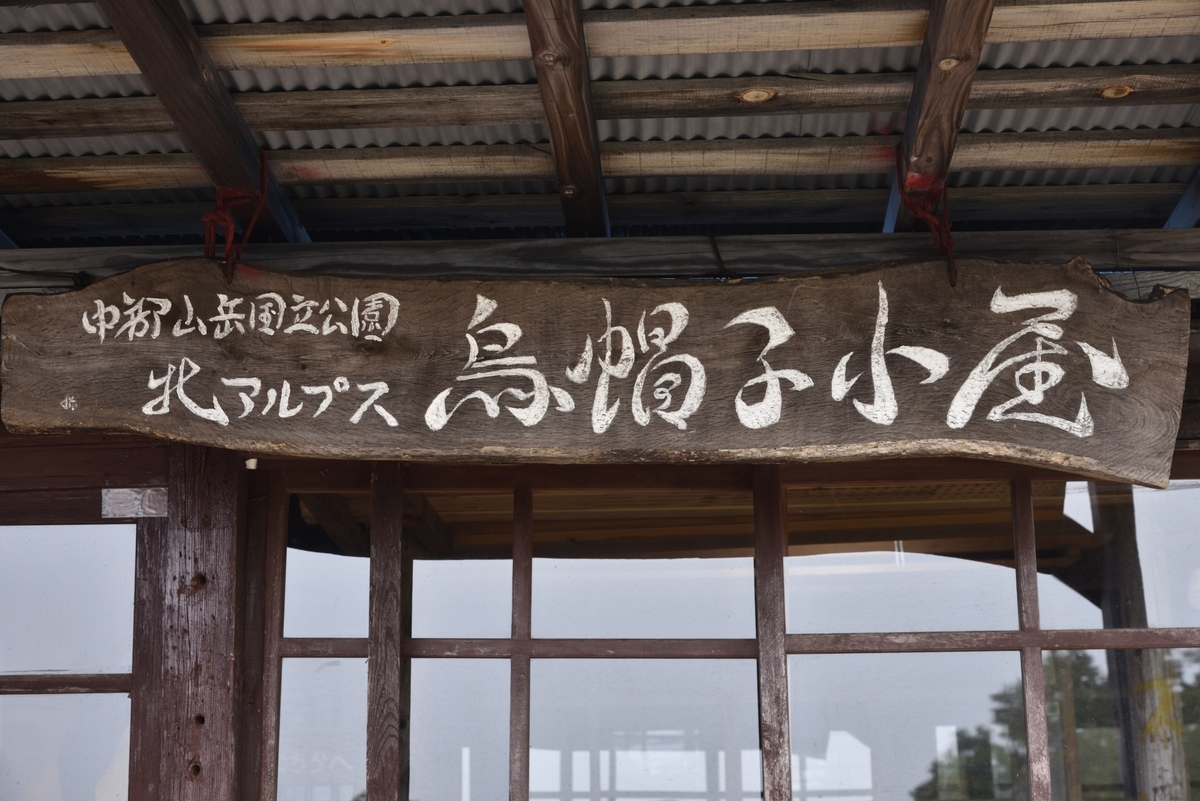 中部山岳国立公園
北アルプス
烏帽子小屋